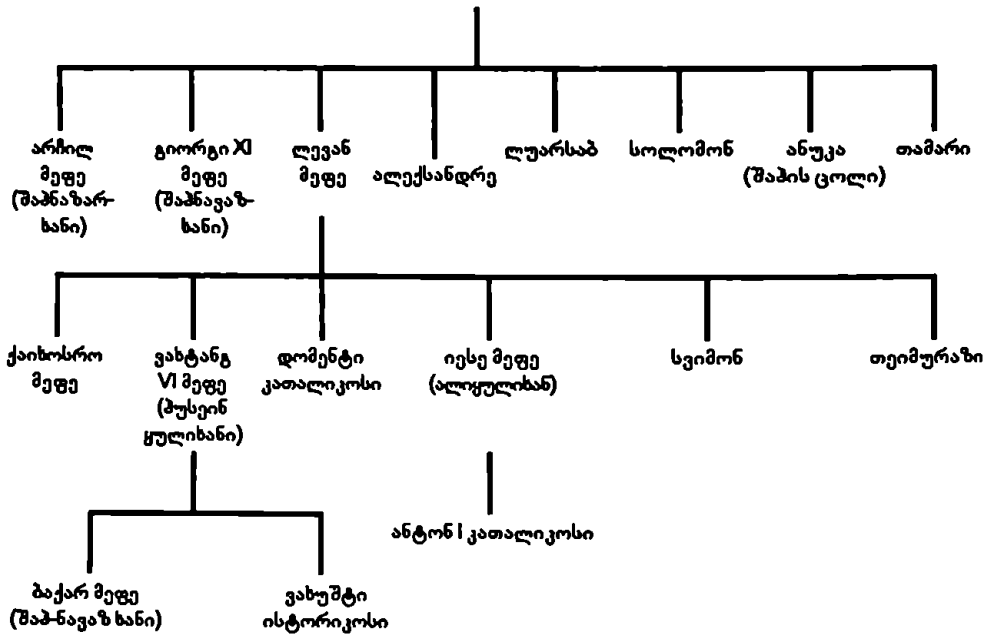 არჩილ
მეფე
(შაჰნაზარ-
ხანი)
გიორგი XI
მეფე
(შაჰნავაზ-
ხანი)
ლევან
მეფე
ალექსანდრე
ლუარსაბ
სოლომონ
ანუკა
(შაჰის ცოლი)
თამარი
ქაიხოსრო
მეფე
ვახტანგ
VI მეფე
(ჰუსეინ
ყულიხანი)
დომენტი
კათალიკოსი
იესე მეფე
(ალიყულიხან)
სვიმონ
თეიმურაზი
ბაქარ მეფე
(შაჰ-ნავაზ ხანი)
ვახუშტი
ისტორიკოსი
ანტონ I კათალიკოსი